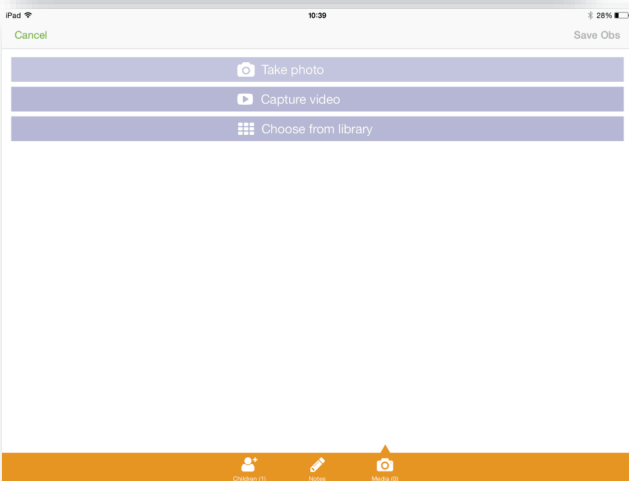 iPad 10:39 28%
Cancel Save Obs
Take photo
Capture video
Choose from library
Children (1) Notes Media (0)